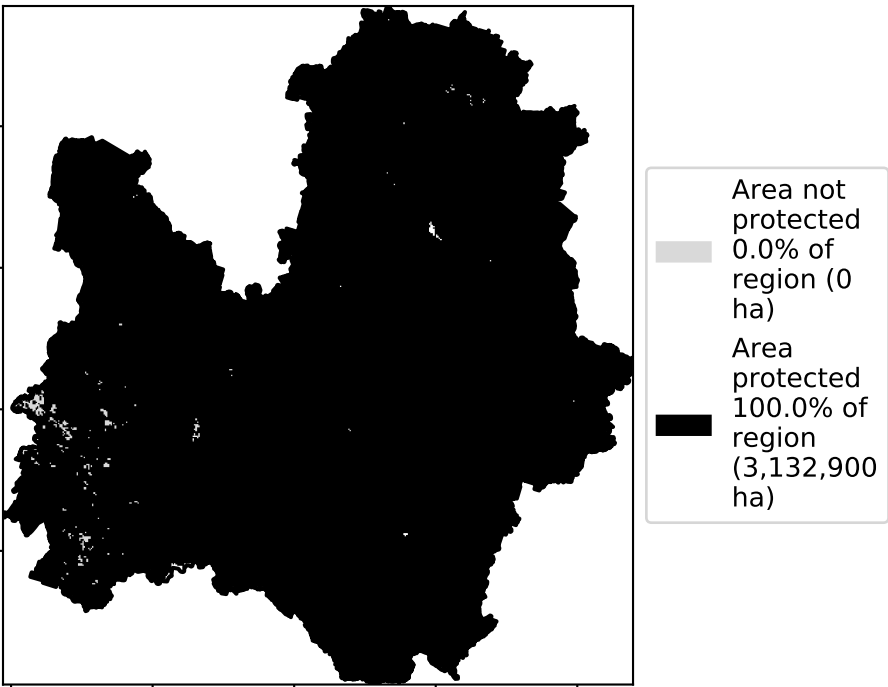 Area not
protected
0.0% of
region (0
ha)
Area
protected
100.0% of
region
(3,132,900
ha)